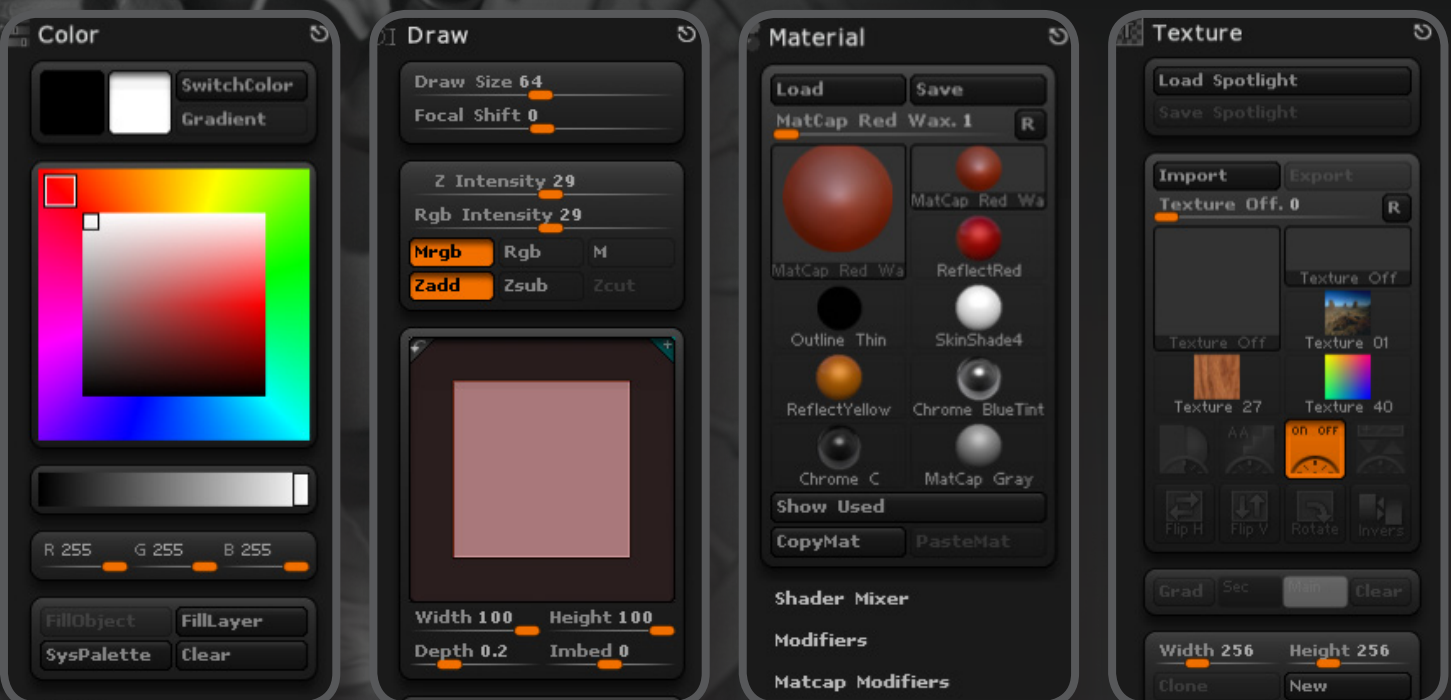 Color
SwitchColor
Gradient
R 255 G 255 B 255
FillObject FillLayer
SysPalette Clear
Draw
Draw Size 64
Focal Shift 0
Z Intensity 29
Rgb Intensity 29
Mrgb Rgb M
Zadd Zsub Zcut
Width 100 Height 100
Depth 0.2 Imbed 0
Material
Load Save
MatCap Red Wax. 1 R
MatCap Red Wa
MatCap Red Wa ReflectRed
Outline Thin SkinShade4
ReflectYellow Chrome BlueTint
Chrome C MatCap Gray
Show Used
CopyMat PasteMat
Shader Mixer
Modifiers
Matcap Modifiers
Texture
Load Spotlight
Save Spotlight
Import Export
Texture Off. 0 R
Texture Off
Texture Off Texture 01
Texture 27 Texture 40
AA On Off
Flip H Flip V Rotate Invers
Grad Sec Main Clear
Width 256 Height 256
Clone New